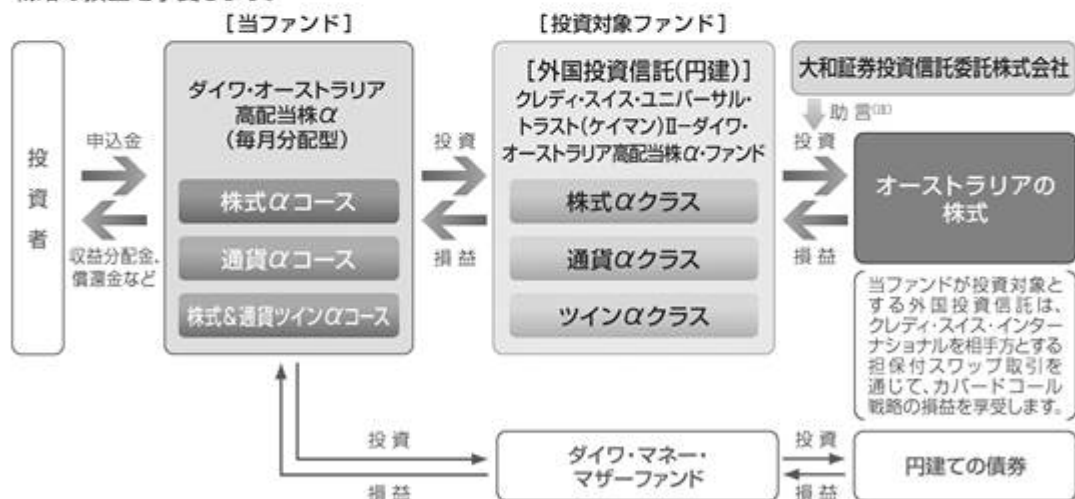 [当ファンド]
[投資対象ファンド]
投資者
申込金
収益分配金、
償還金など
ダイワ・オーストラリア
高配当株α
(毎月分配型)
株式αコース
通貨αコース
株式&通貨ツインαコース
投資
損益
[外国投資信託(円建)]
クレディ・スイス・ユニバーサル・
トラスト(ケイマン)Ⅱ-ダイワ・
オーストラリア高配当株α・ファンド
株式αクラス
通貨αクラス
ツインαクラス
大和証券投資信託委託株式会社
助言(注)
投資
損益
オーストラリアの
株式
当ファンドが投資対象と
する外国投資信託は、
クレディ・スイス・インター
ナショナルを相手方とする
担保付スワップ取引を
通じて、カバードコール
戦略の損益を享受します。
投資
損益
ダイワ・マネー・
マザーファンド
投資
損益
円建ての債券